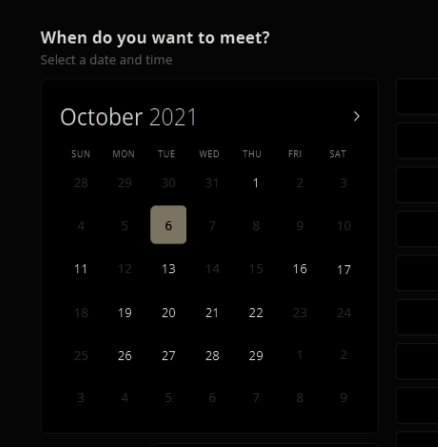 When do you want to meet?
Select a date and time
October 2021 >
SUN MON TUE WED THU FRI SAT
28 29 30 31 1 2 3
4 5 6 7 8 9 10
11 12 13 14 15 16 17
18 19 20 21 22 23 24
25 26 27 28 29 1 2
3 4 5 6 7 8 9